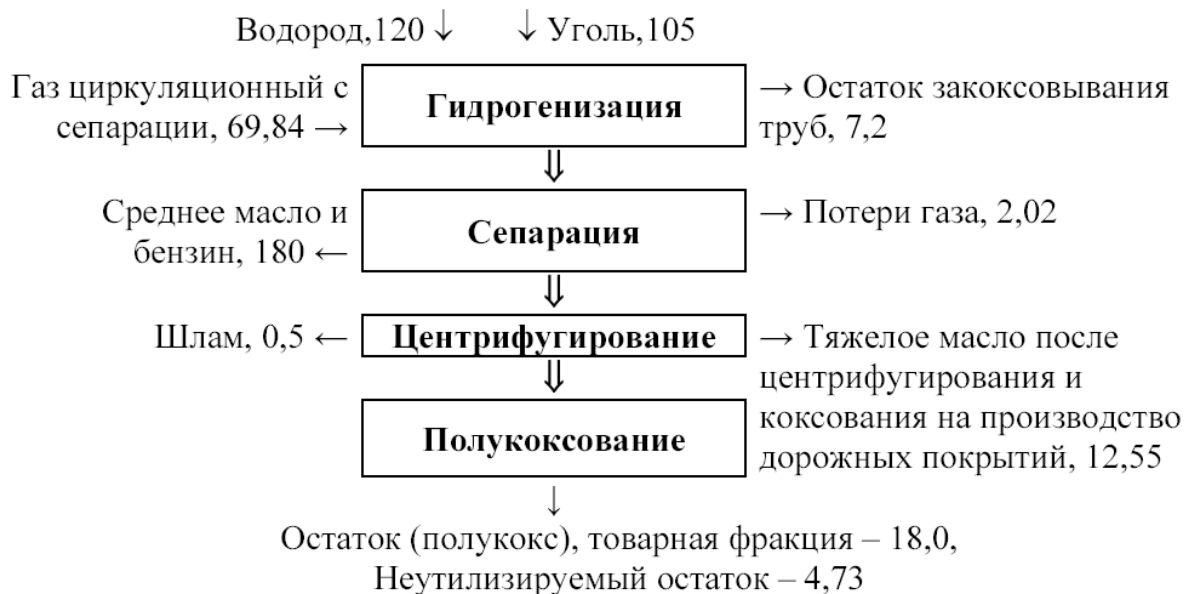 Водород,120 ↓ ↓ Уголь,105
Газ циркуляционный с
сепарации, 69,84 →
Гидрогенизация
→ Остаток закоксовывания
труб, 7,2
⇓
Среднее масло и
бензин, 180 ←
Сепарация
→ Потери газа, 2,02
⇓
Шлам, 0,5 ←
Центрифугирование
→ Тяжелое масло после
центрифугирования и
коксования на производство
дорожных покрытий, 12,55
⇓
Полукоксование
↓
Остаток (полукокс), товарная фракция – 18,0,
Неутилизируемый остаток – 4,73